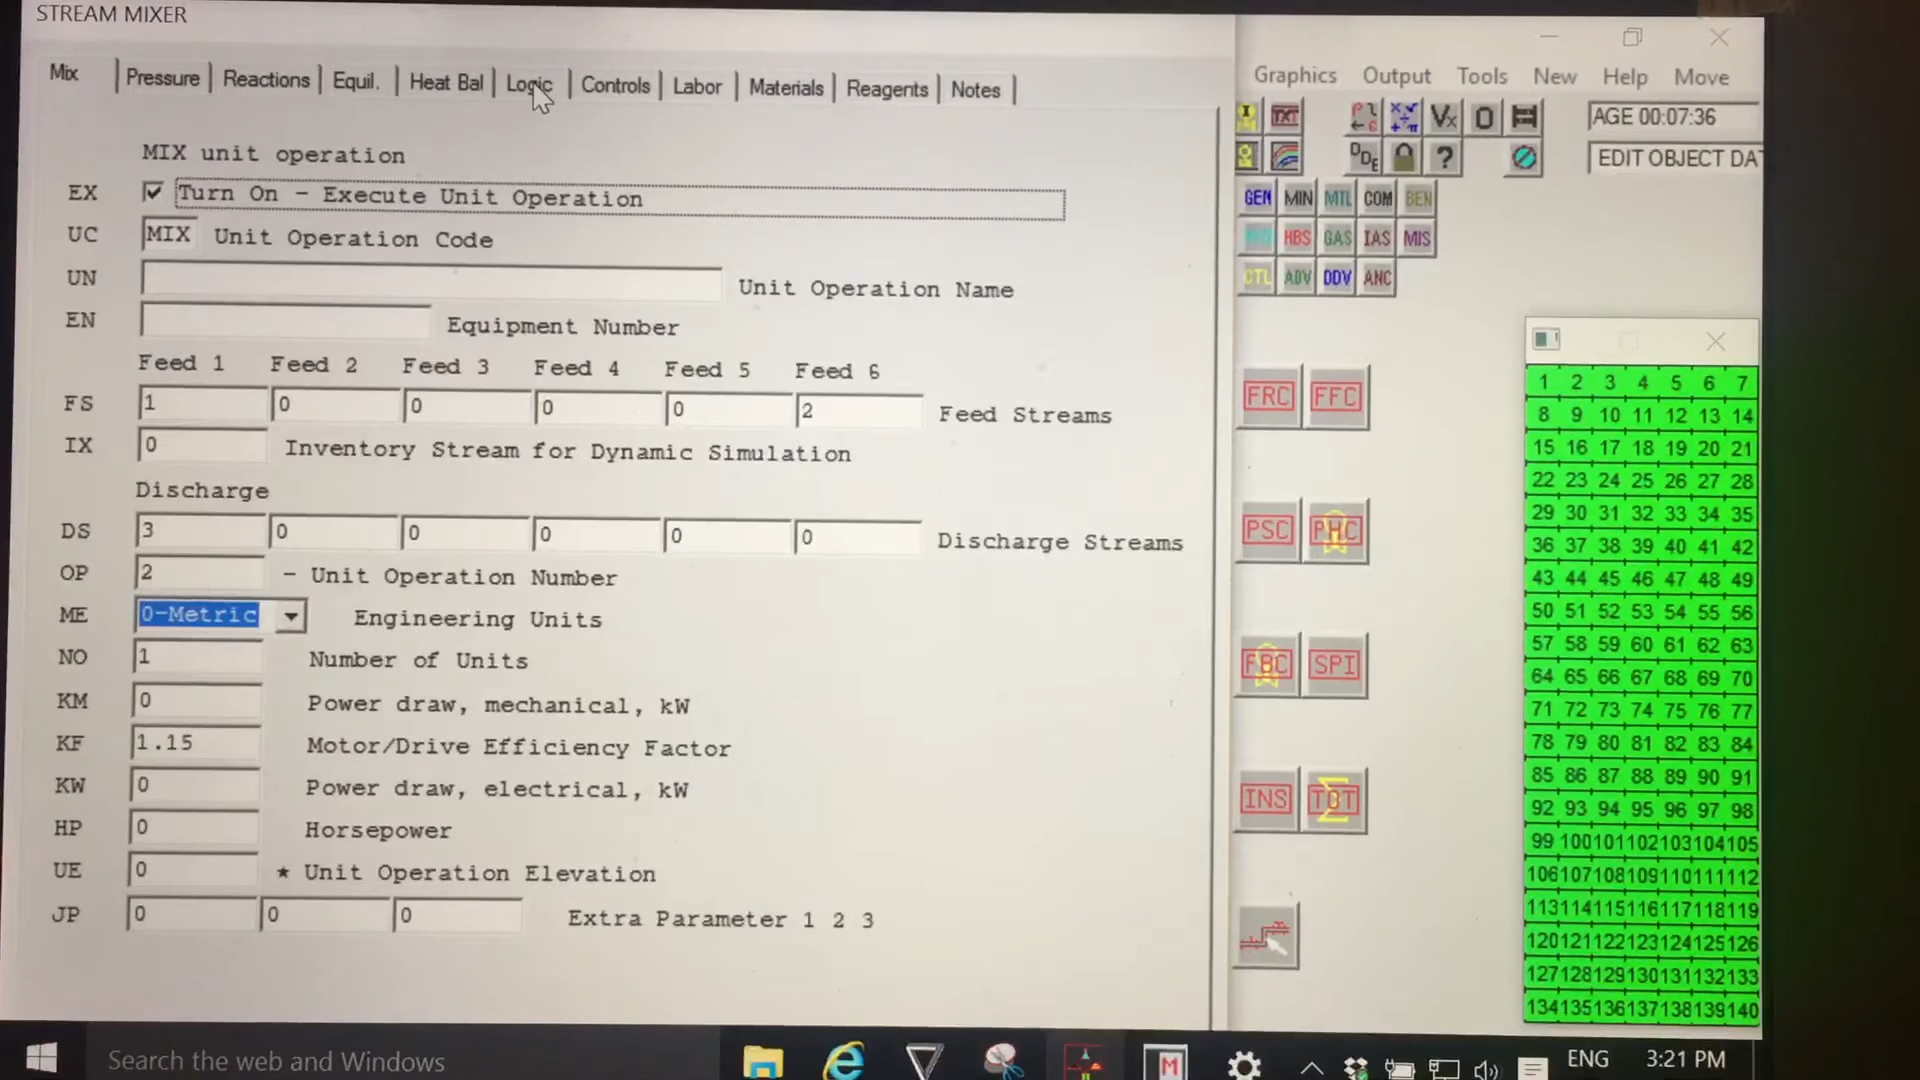 STREAM MIXER
Mix Pressure Reactions Equil. Heat Bal Logic Controls Labor Materials Reagents Notes
MIX unit operation
EX Turn On - Execute Unit Operation
UC MIX Unit Operation Code
UN Unit Operation Name
EN Equipment Number
Feed 1 Feed 2 Feed 3 Feed 4 Feed 5 Feed 6
FS 1 0 0 0 0 2 Feed Streams
IX 0 Inventory Stream for Dynamic Simulation
Discharge
DS 3 0 0 0 0 0 Discharge Streams
OP 2 - Unit Operation Number
ME 0-Metric Engineering Units
NO 1 Number of Units
KM 0 Power draw, mechanical, kW
KF 1.15 Motor/Drive Efficiency Factor
KW 0 Power draw, electrical, kW
HP 0 Horsepower
UE 0 * Unit Operation Elevation
JP 0 0 0 Extra Parameter 1 2 3
Graphics Output Tools New Help Move
TXT Vx O AGE 00:07:36
DDE ? EDIT OBJECT DAT
GEN MIN MTL COM BEN
HBS GAS IAS MIS
CTL ADV DDV ANC
FRC FFC
PSC PHC
FBC SPI
INS TOT
1 2 3 4 5 6 7
8 9 10 11 12 13 14
15 16 17 18 19 20 21
22 23 24 25 26 27 28
29 30 31 32 33 34 35
36 37 38 39 40 41 42
43 44 45 46 47 48 49
50 51 52 53 54 55 56
57 58 59 60 61 62 63
64 65 66 67 68 69 70
71 72 73 74 75 76 77
78 79 80 81 82 83 84
85 86 87 88 89 90 91
92 93 94 95 96 97 98
99 100 101 102 103 104 105
106 107 108 109 110 111 112
113 114 115 116 117 118 119
120 121 122 123 124 125 126
127 128 129 130 131 132 133
134 135 136 137 138 139 140
Search the web and Windows
M
ENG 3:21 PM